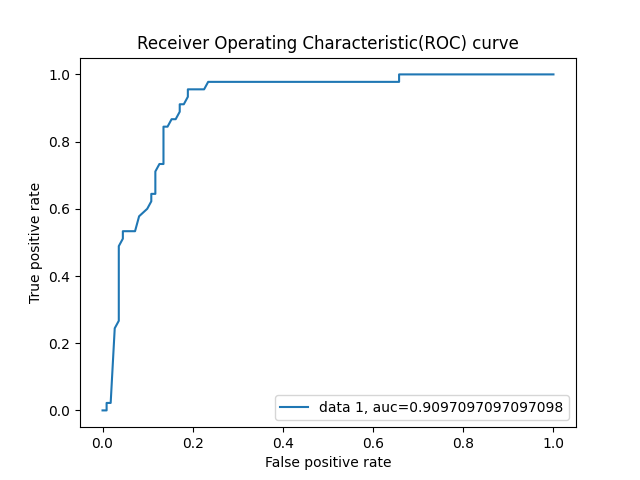 Receiver Operating Characteristic(ROC) curve
True positive rate
1.0
0.8
0.6
0.4
0.2
0.0
data 1, auc=0.9097097097097098
0.0 0.2 0.4 0.6 0.8 1.0
False positive rate